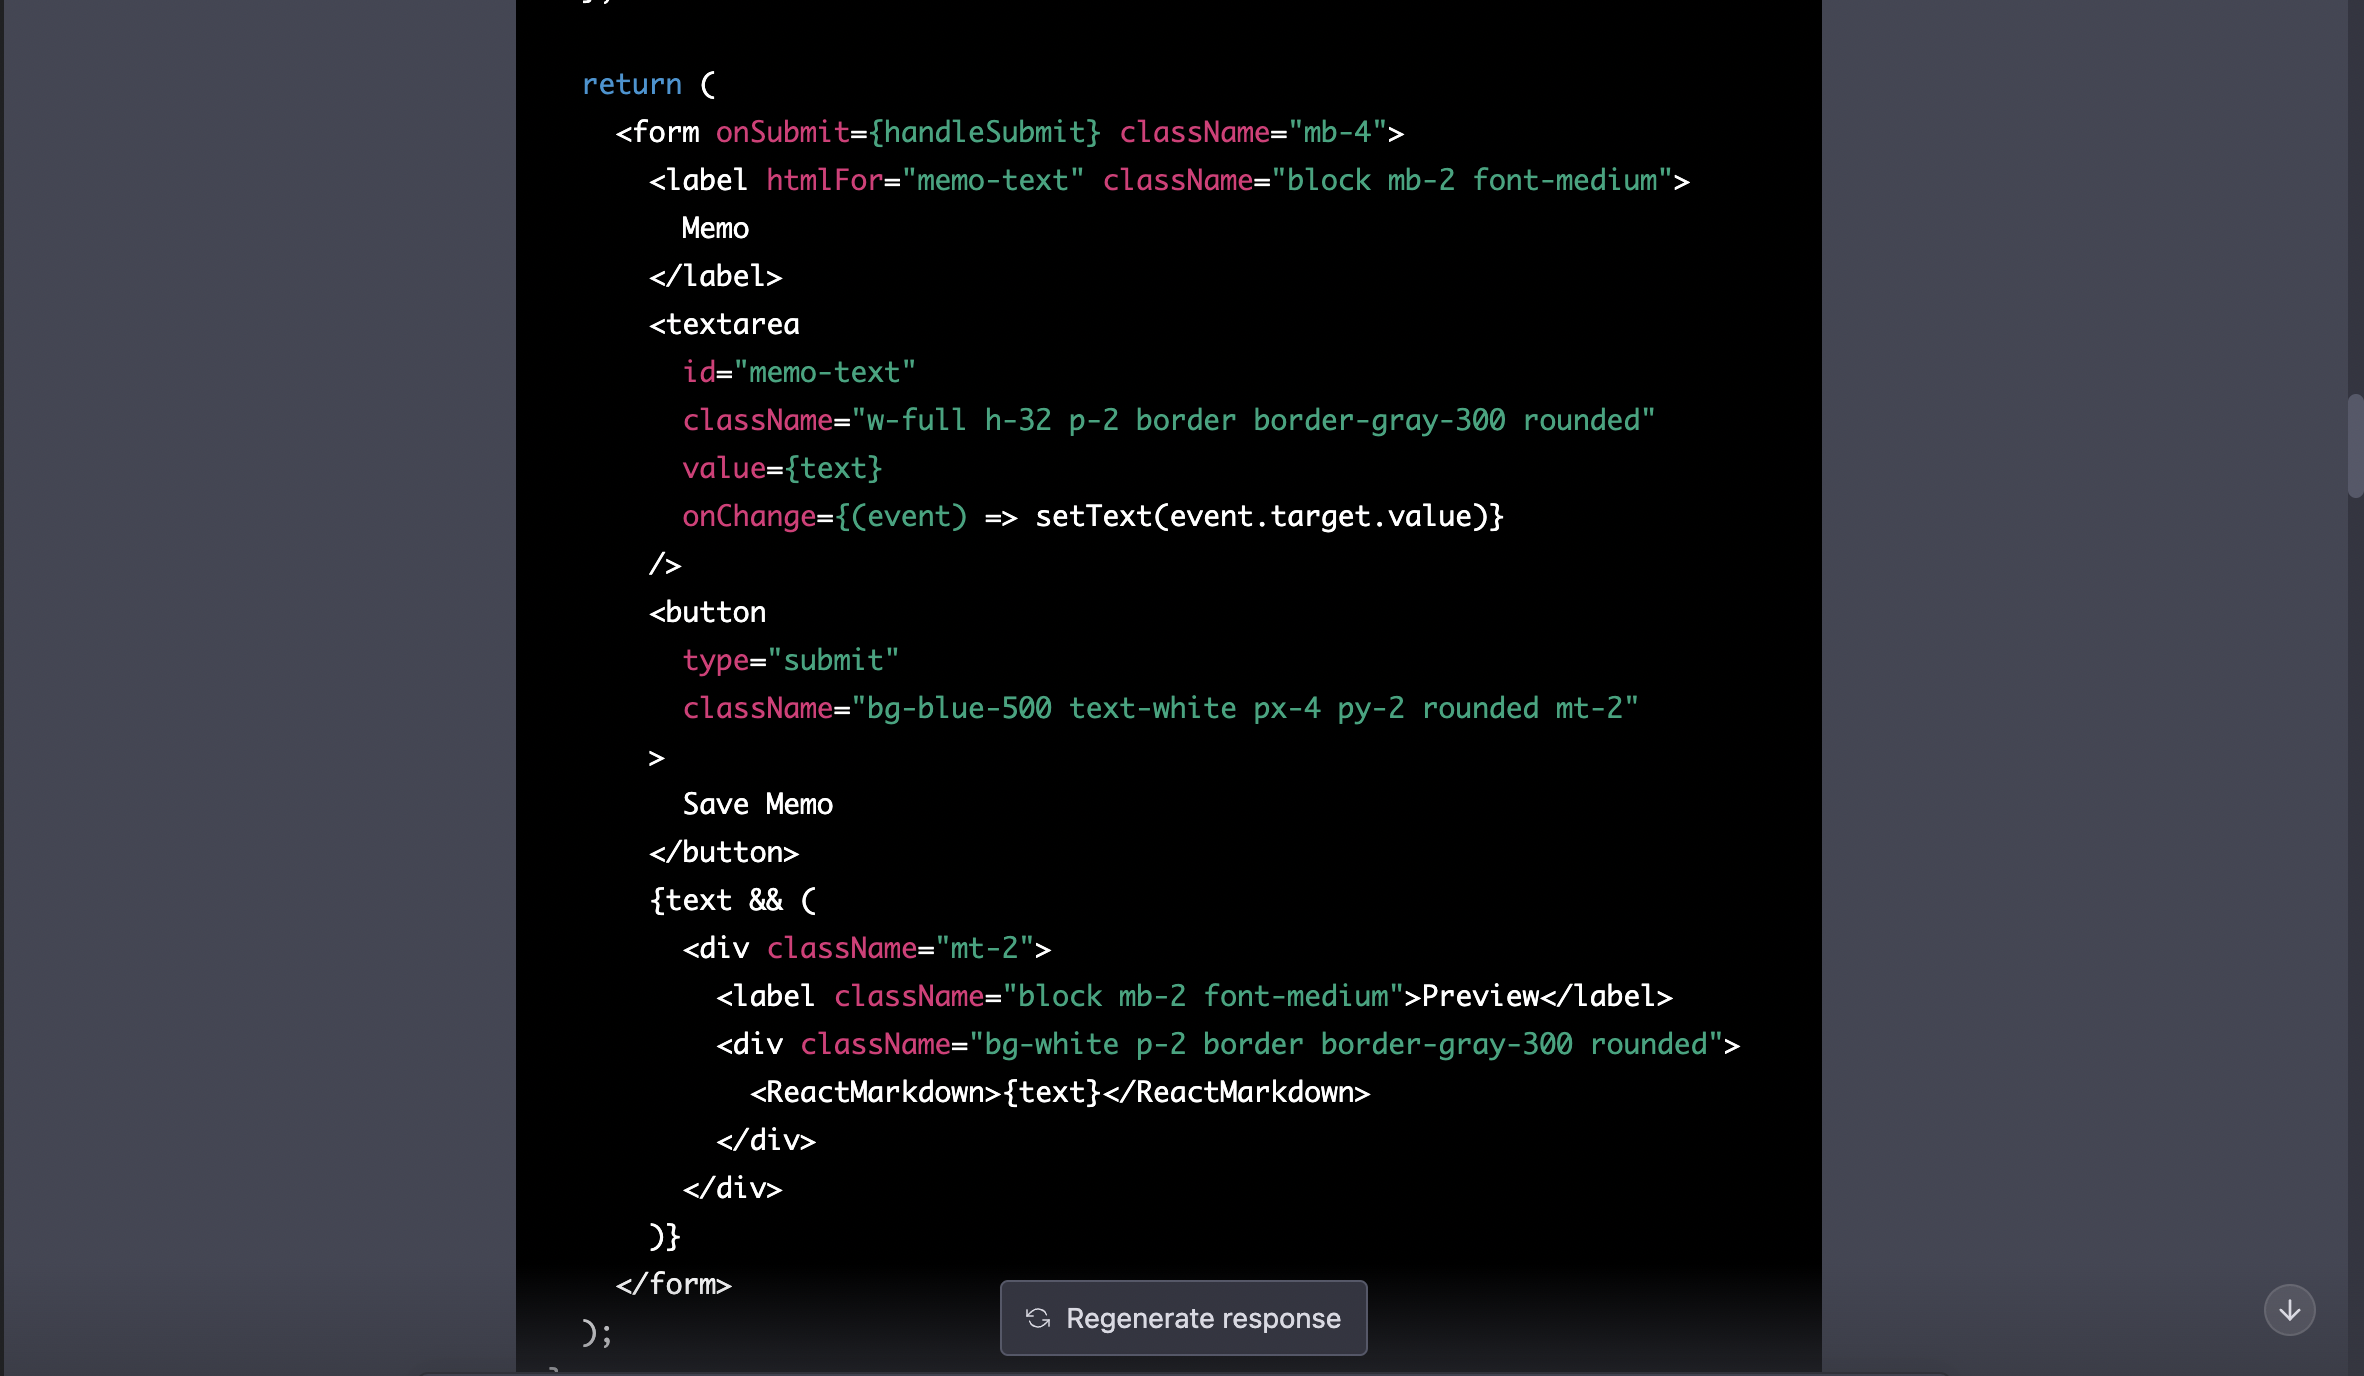 return (
<form onSubmit={handleSubmit} className="mb-4">
<label htmlFor="memo-text" className="block mb-2 font-medium">
Memo
</label>
<textarea
id="memo-text"
className="w-full h-32 p-2 border border-gray-300 rounded"
value={text}
onChange={(event) => setText(event.target.value)}
/>
<button
type="submit"
className="bg-blue-500 text-white px-4 py-2 rounded mt-2"
>
Save Memo
</button>
{text && (
<div className="mt-2">
<label className="block mb-2 font-medium">Preview</label>
<div className="bg-white p-2 border border-gray-300 rounded">
<ReactMarkdown>{text}</ReactMarkdown>
</div>
</div>
)}
</form>
);
Regenerate response